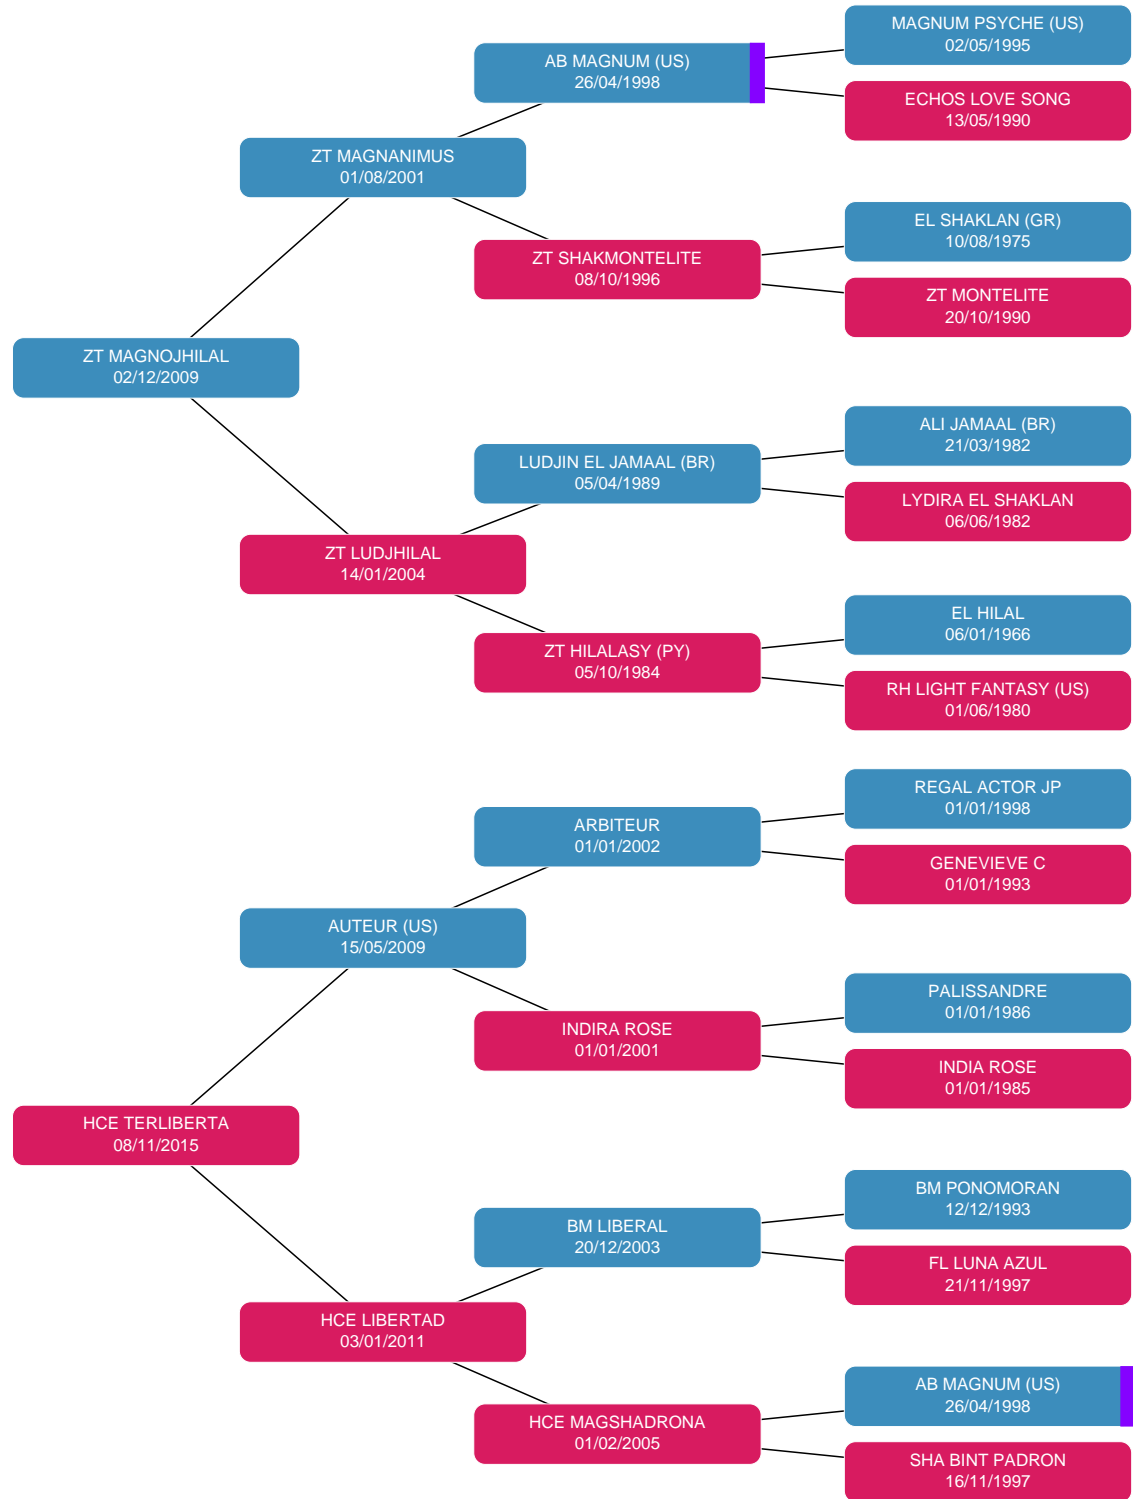 MAGNUM PSYCHE (US)
02/05/1995
AB MAGNUM (US)
26/04/1998
ECHOS LOVE SONG
13/05/1990
ZT MAGNANIMUS
01/08/2001
EL SHAKLAN (GR)
10/08/1975
ZT SHAKMONTELITE
08/10/1996
ZT MONTELITE
20/10/1990
ZT MAGNOJHILAL
02/12/2009
ALI JAMAAL (BR)
21/03/1982
LUDJIN EL JAMAAL (BR)
05/04/1989
LYDIRA EL SHAKLAN
06/06/1982
ZT LUDJHILAL
14/01/2004
EL HILAL
06/01/1966
ZT HILALASY (PY)
05/10/1984
RH LIGHT FANTASY (US)
01/06/1980
REGAL ACTOR JP
01/01/1998
ARBITEUR
01/01/2002
GENEVIEVE C
01/01/1993
AUTEUR (US)
15/05/2009
PALISSANDRE
01/01/1986
INDIRA ROSE
01/01/2001
INDIA ROSE
01/01/1985
HCE TERLIBERTA
08/11/2015
BM PONOMORAN
12/12/1993
BM LIBERAL
20/12/2003
FL LUNA AZUL
21/11/1997
HCE LIBERTAD
03/01/2011
AB MAGNUM (US)
26/04/1998
HCE MAGSHADRONA
01/02/2005
SHA BINT PADRON
16/11/1997